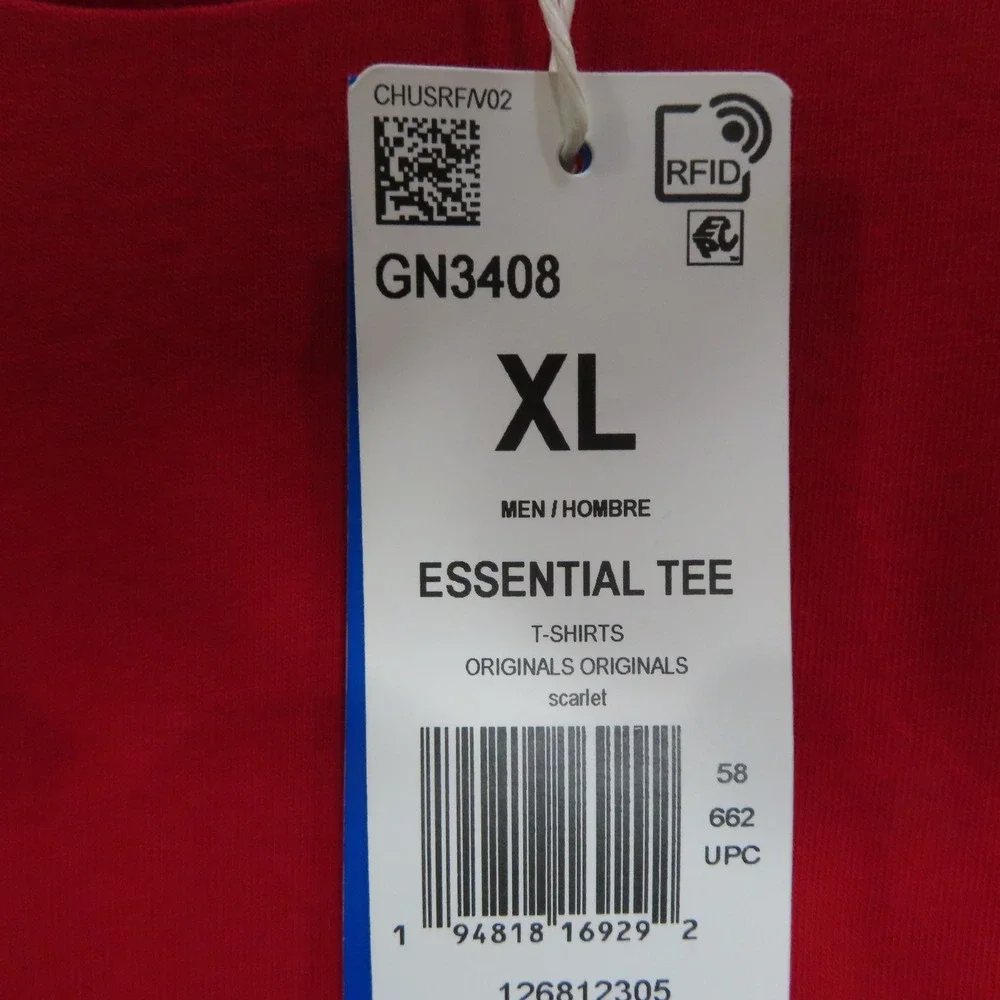 CHUSRF/V02
RFID
EPC
GN3408
XL
MEN / HOMBRE
ESSENTIAL TEE
T-SHIRTS
ORIGINALS ORIGINALS
scarlet
58
662
UPC
1 94818 16929 2
126812305